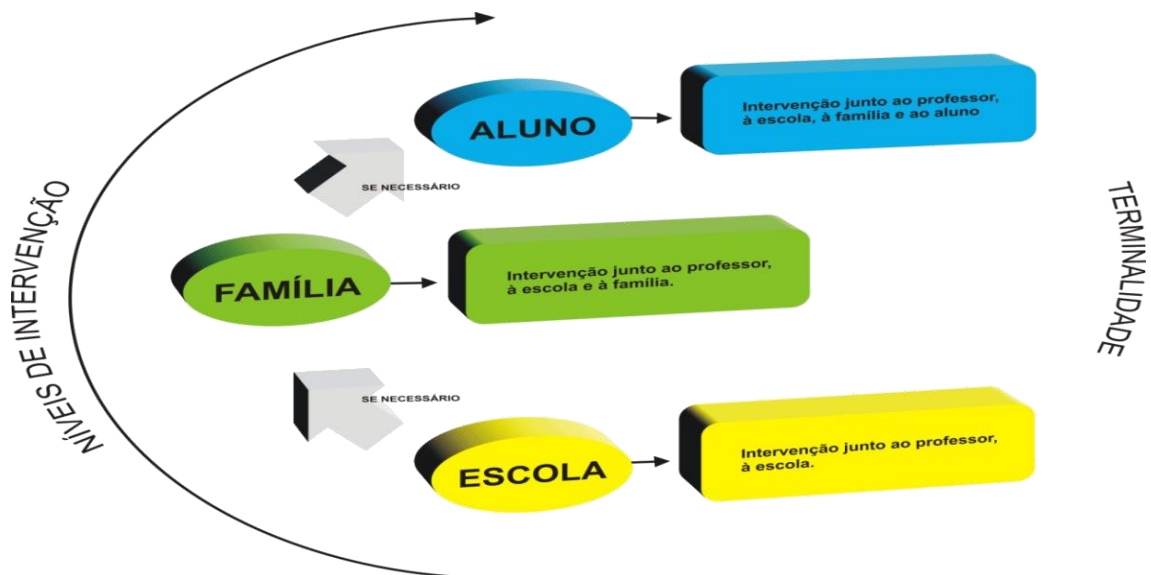 ALUNO
Intervenção junto ao professor,
à escola, à família e ao aluno
SE NECESSÁRIO
NÍVEIS DE INTERVENÇÃO
TERMINALIDADE
FAMÍLIA
Intervenção junto ao professor,
à escola e à família.
SE NECESSÁRIO
ESCOLA
Intervenção junto ao professor,
à escola.